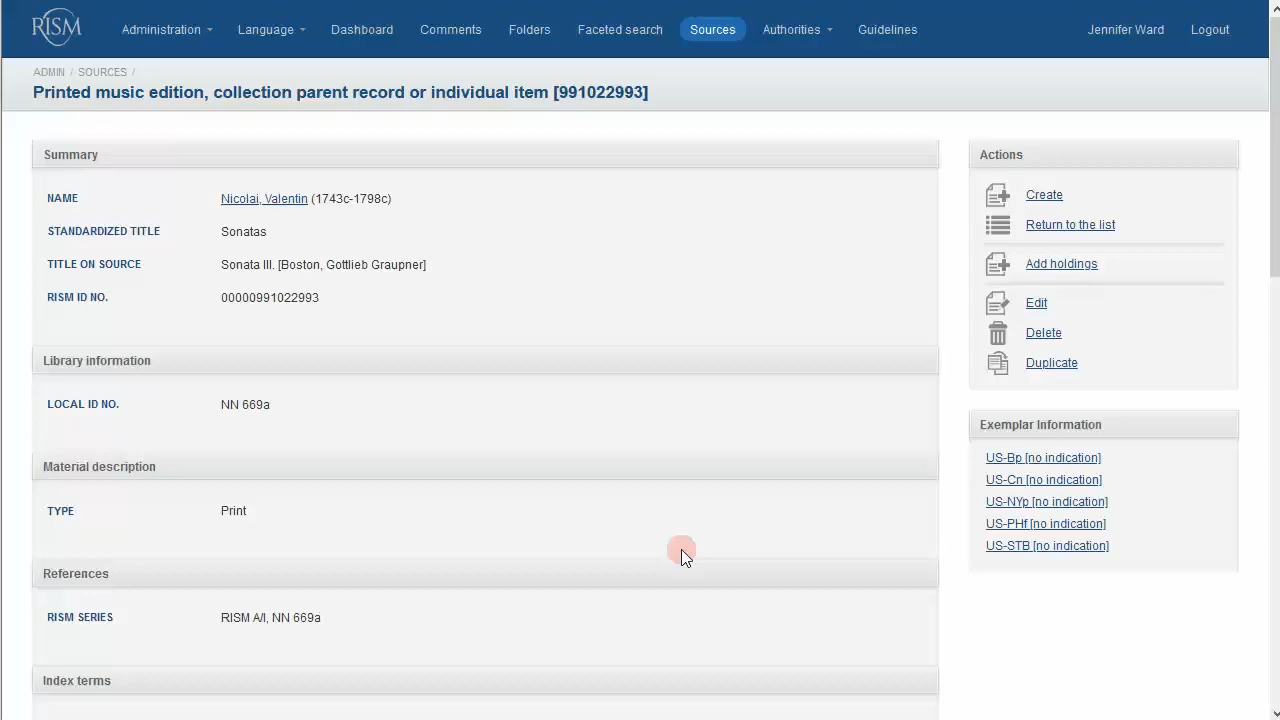 RISM
Administration Language Dashboard Comments Folders Faceted search Sources Authorities Guidelines Jennifer Ward Logout
ADMIN / SOURCES /
Printed music edition, collection parent record or individual item [991022993]
Summary
NAME Nicolai, Valentin (1743c-1798c)
STANDARDIZED TITLE Sonatas
TITLE ON SOURCE Sonata III. [Boston, Gottlieb Graupner]
RISM ID NO. 00000991022993
Library information
LOCAL ID NO. NN 669a
Material description
TYPE Print
References
RISM SERIES RISM A/I, NN 669a
Index terms
Actions
Create
Return to the list
Add holdings
Edit
Delete
Duplicate
Exemplar Information
US-Bp [no indication]
US-Cn [no indication]
US-NYp [no indication]
US-PHf [no indication]
US-STB [no indication]